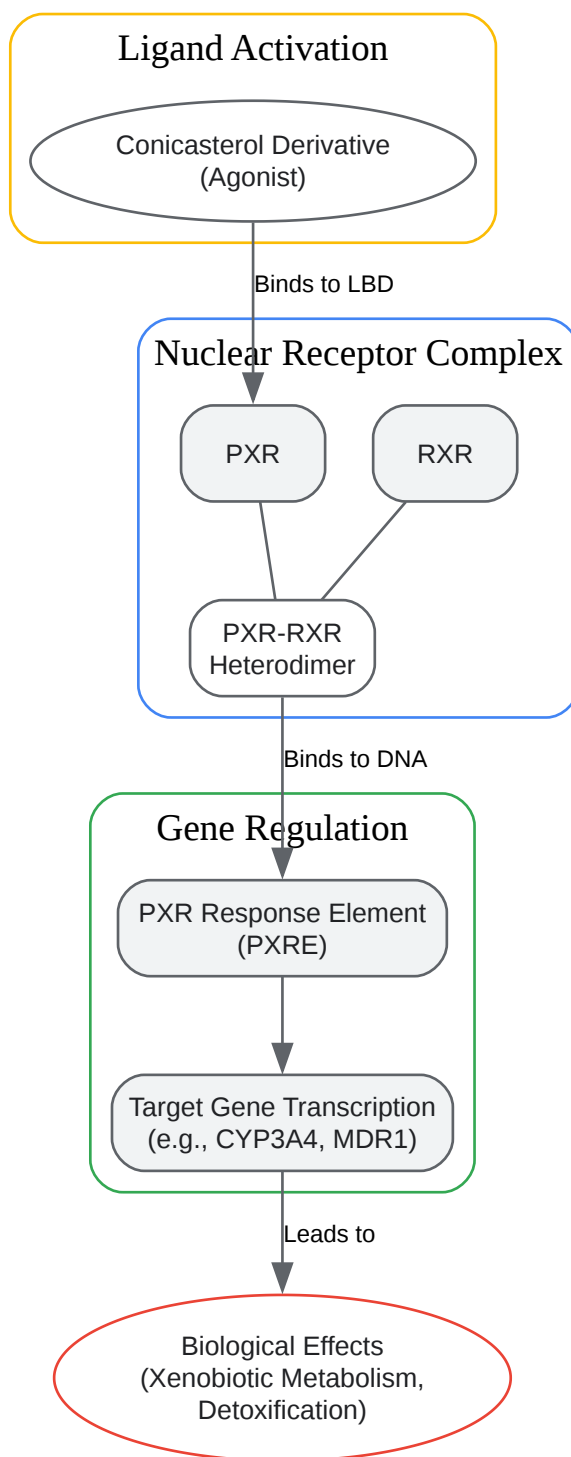 Ligand Activation
Conicasterol Derivative
(Agonist)
Binds to LBD
Nuclear Receptor Complex
PXR
RXR
PXR-RXR
Heterodimer
Binds to DNA
Gene Regulation
PXR Response Element
(PXRE)
Target Gene Transcription
(e.g., CYP3A4, MDR1)
Leads to
Biological Effects
(Xenobiotic Metabolism,
Detoxification)